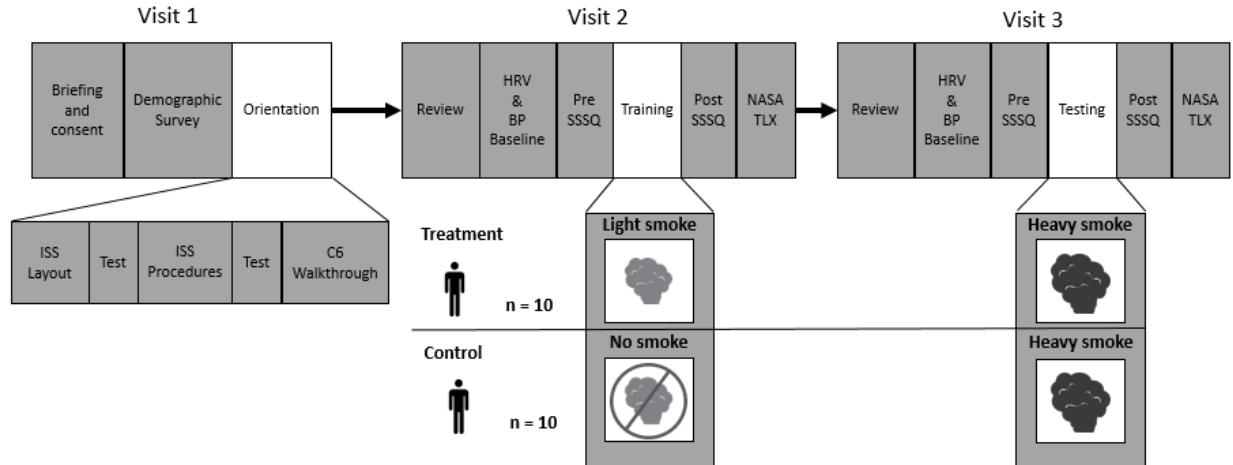 Visit 1
Briefing
and
consent
Demographic
Survey
Orientation
ISS
Layout
Test
ISS
Procedures
Test
C6
Walkthrough
Visit 2
Review
HRV
&
BP
Baseline
Pre
SSSQ
Training
Post
SSSQ
NASA
TLX
Visit 3
Review
HRV
&
BP
Baseline
Pre
SSSQ
Testing
Post
SSSQ
NASA
TLX
Treatment
n = 10
Light smoke
Heavy smoke
Control
n = 10
No smoke
Heavy smoke